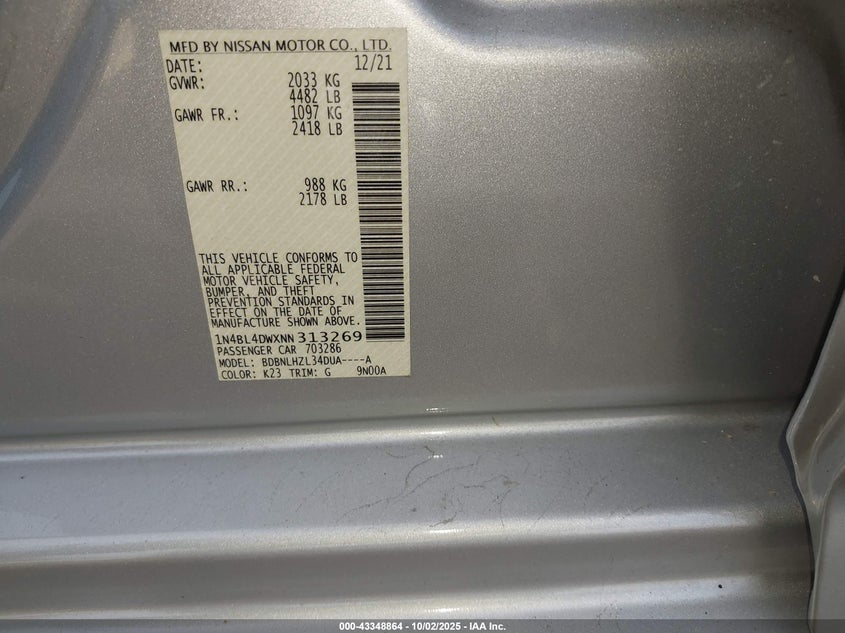 MFD BY NISSAN MOTOR CO., LTD.
DATE: 12/21
GVWR: 2033 KG
4482 LB
GAWR FR.: 1097 KG
2418 LB
GAWR RR.: 988 KG
2178 LB
THIS VEHICLE CONFORMS TO
ALL APPLICABLE FEDERAL
MOTOR VEHICLE SAFETY,
BUMPER, AND THEFT
PREVENTION STANDARDS IN
EFFECT ON THE DATE OF
MANUFACTURE SHOWN ABOVE.
1N4BL4DWXNN313269
PASSENGER CAR 703286
MODEL: BDBNLHZL34DUA----A
COLOR: K23 TRIM: G 9N00A
000-43348864 - 10/02/2025 - IAA Inc.